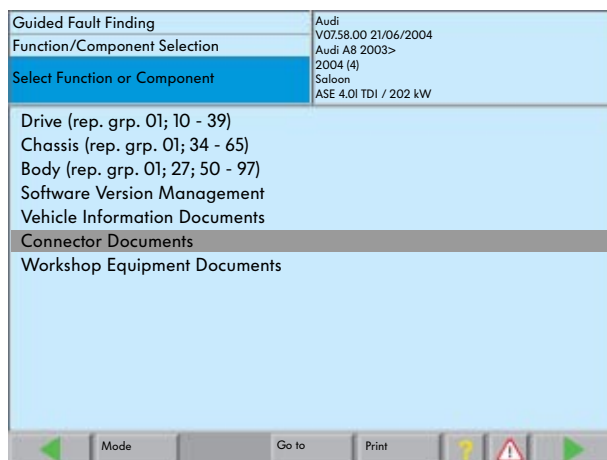 Guided Fault Finding
Function/Component Selection
Select Function or Component
Audi
V07.58.00 21/06/2004
Audi A8 2003>
2004 (4)
Saloon
ASE 4.0l TDI / 202 kW
Drive (rep. grp. 01; 10 - 39)
Chassis (rep. grp. 01; 34 - 65)
Body (rep. grp. 01; 27; 50 - 97)
Software Version Management
Vehicle Information Documents
Connector Documents
Workshop Equipment Documents
Mode Go to Print ?